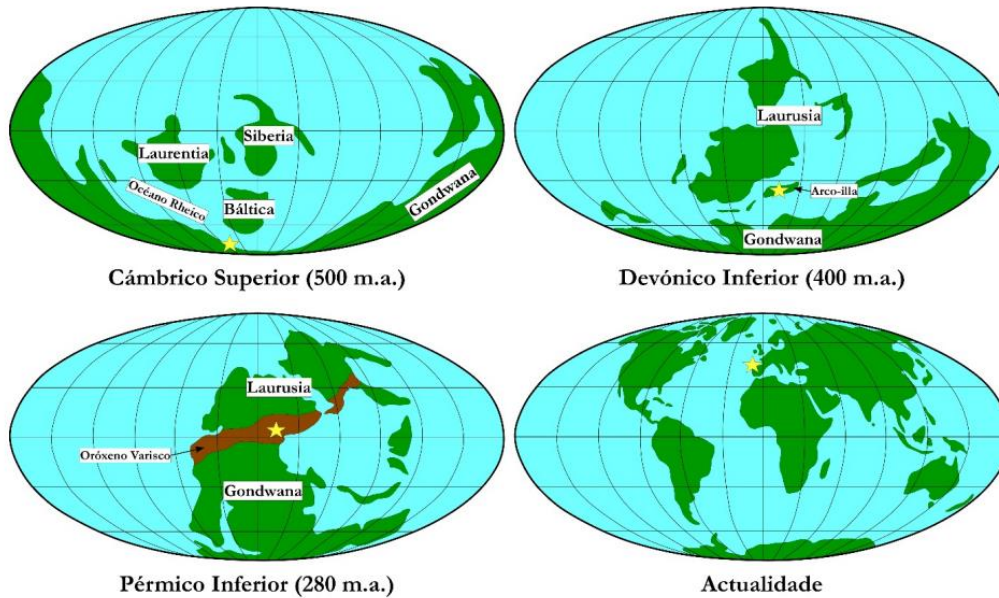 Siberia
Laurentia
Océano Rheico
Báltica
Gondwana
Cámbrico Superior (500 m.a.)
Laurusia
Arco-illa
Gondwana
Devónico Inferior (400 m.a.)
Laurusia
Oróxeno Varisco
Gondwana
Pérmico Inferior (280 m.a.)
Actualidade